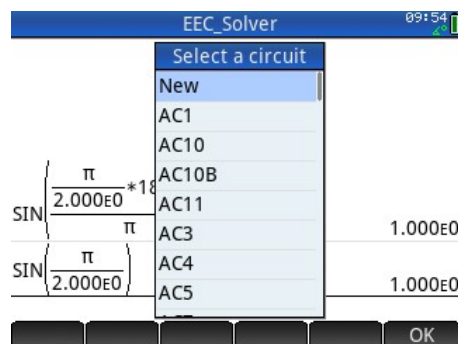 EEC_Solver
09:54
Select a circuit
New
AC1
AC10
AC10B
AC11
AC3
AC4
AC5
SIN( π / 2.000E0 *18
π
1.000E0
SIN( π / 2.000E0 )
1.000E0
OK